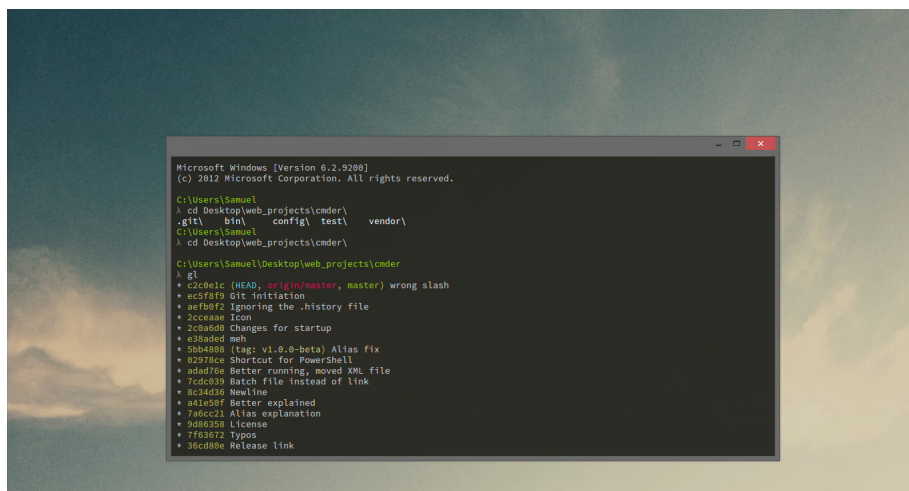 Microsoft Windows [Version 6.2.9200]
(c) 2012 Microsoft Corporation. All rights reserved.
C:\Users\Samuel
λ cd Desktop\web_projects\cmder\
.git\ bin\ config\ test\ vendor\
C:\Users\Samuel
λ cd Desktop\web_projects\cmder\
C:\Users\Samuel\Desktop\web_projects\cmder
λ gl
* c2c0e1c (HEAD, origin/master, master) wrong slash
* ec5f8f9 Git initiation
* aefb0f2 Ignoring the .history file
* 2cceaae Icon
* 2c0a6d0 Changes for startup
* e38aded meh
* 5bb4808 (tag: v1.0.0-beta) Alias fix
* 02978ce Shortcut for PowerShell
* adad76e Better running, moved XML file
* 7cdc039 Batch file instead of link
* 8c34d36 Newline
* a41e50f Better explained
* 7a6cc21 Alias explanation
* 9d86358 License
* 7f63672 Typos
* 36cd80e Release link